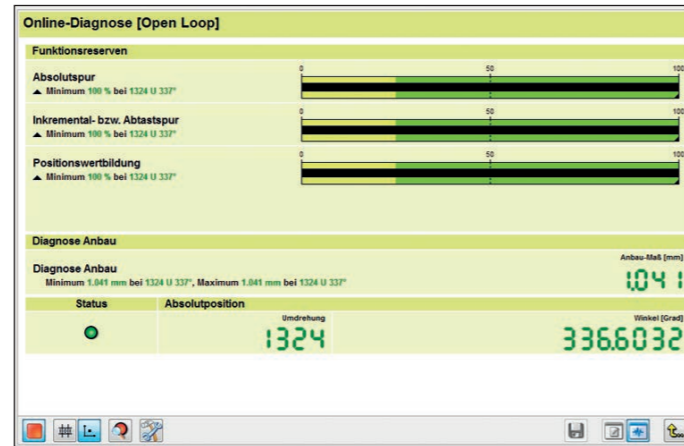 Online-Diagnose [Open Loop]
Funktionsreserven
Absolutspur
Minimum 100 % bei 1324 U 337°
0 50 100
Inkremental- bzw. Abtastspur
Minimum 100 % bei 1324 U 337°
0 50 100
Positionswertbildung
Minimum 100 % bei 1324 U 337°
0 50 100
Diagnose Anbau
Anbau-Maß [mm]
Diagnose Anbau
Minimum 1.041 mm bei 1324 U 337°, Maximum 1.041 mm bei 1324 U 337°
1,041
Status Absolutposition
Umdrehung Winkel [Grad]
1324 336.6032